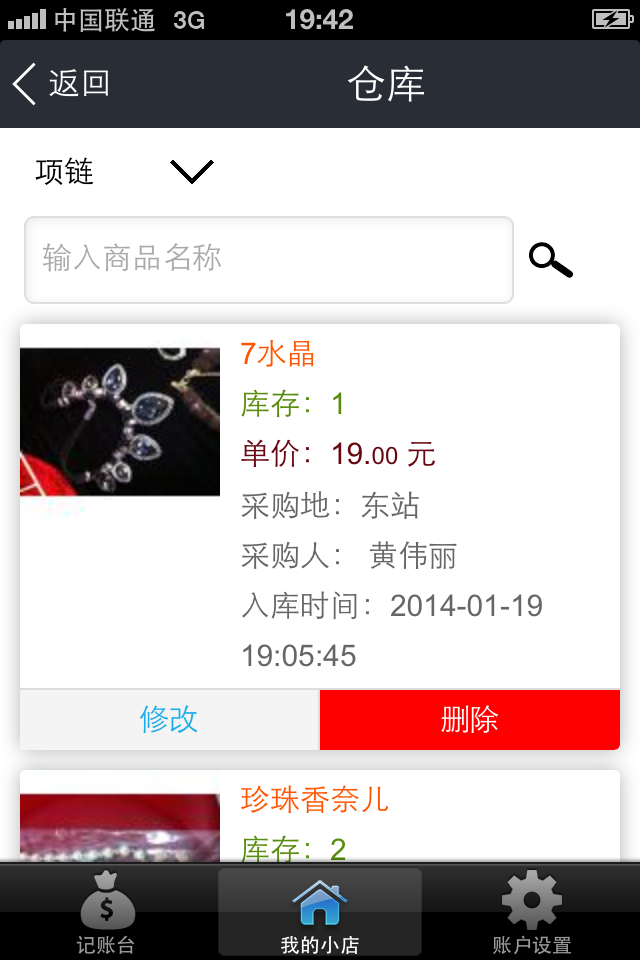 中国联通 3G 19:42
返回 仓库
项链
输入商品名称
7水晶
库存：1
单价：19.00 元
采购地：东站
采购人： 黄伟丽
入库时间：2014-01-19
19:05:45
修改 删除
珍珠香奈儿
库存：2
记账台 我的小店 账户设置